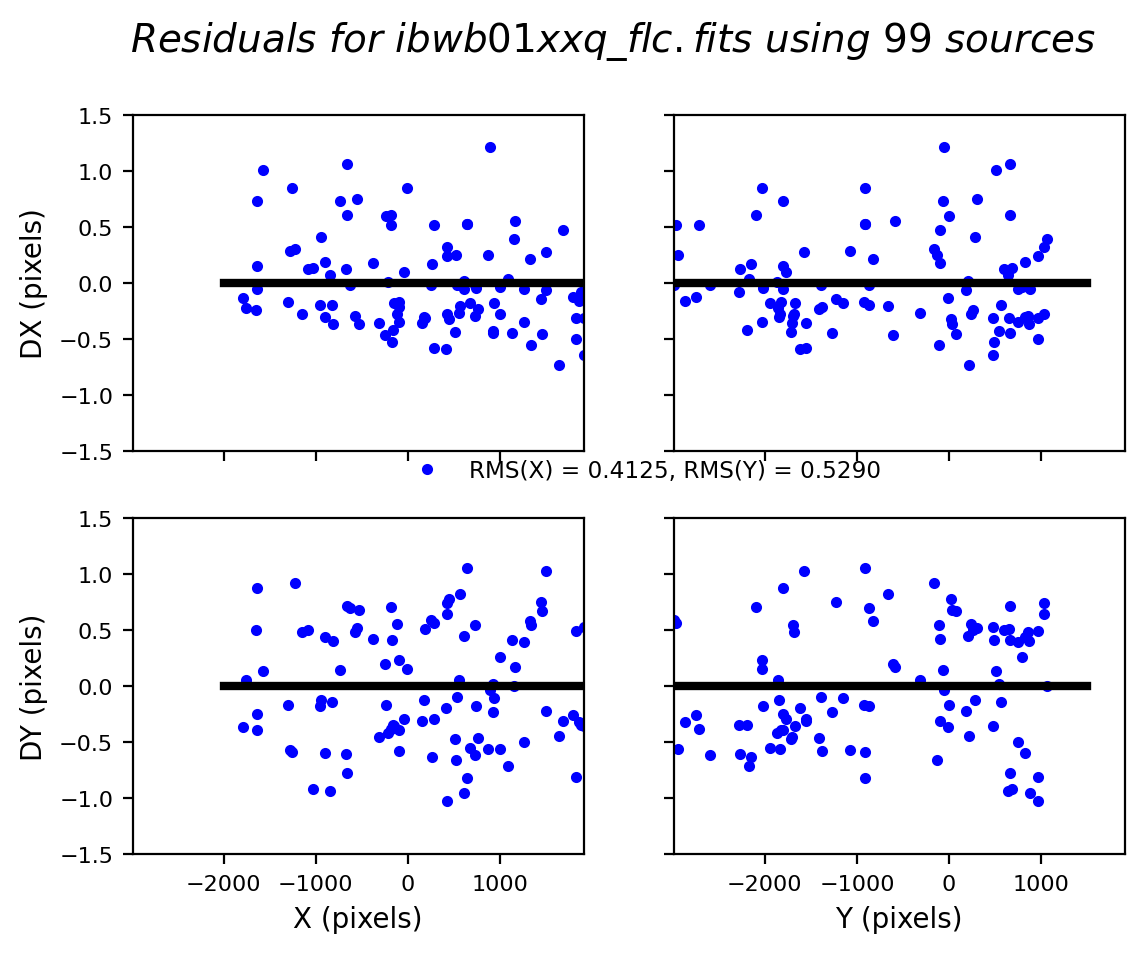 Residuals for ibwb01xxq_flc.fits using 99 sources
1.5
1.0
0.5
0.0
−0.5
−1.0
−1.5
DX (pixels)
RMS(X) = 0.4125, RMS(Y) = 0.5290
1.5
1.0
0.5
0.0
−0.5
−1.0
−1.5
DY (pixels)
−2000 −1000 0 1000
−2000 −1000 0 1000
X (pixels)
Y (pixels)